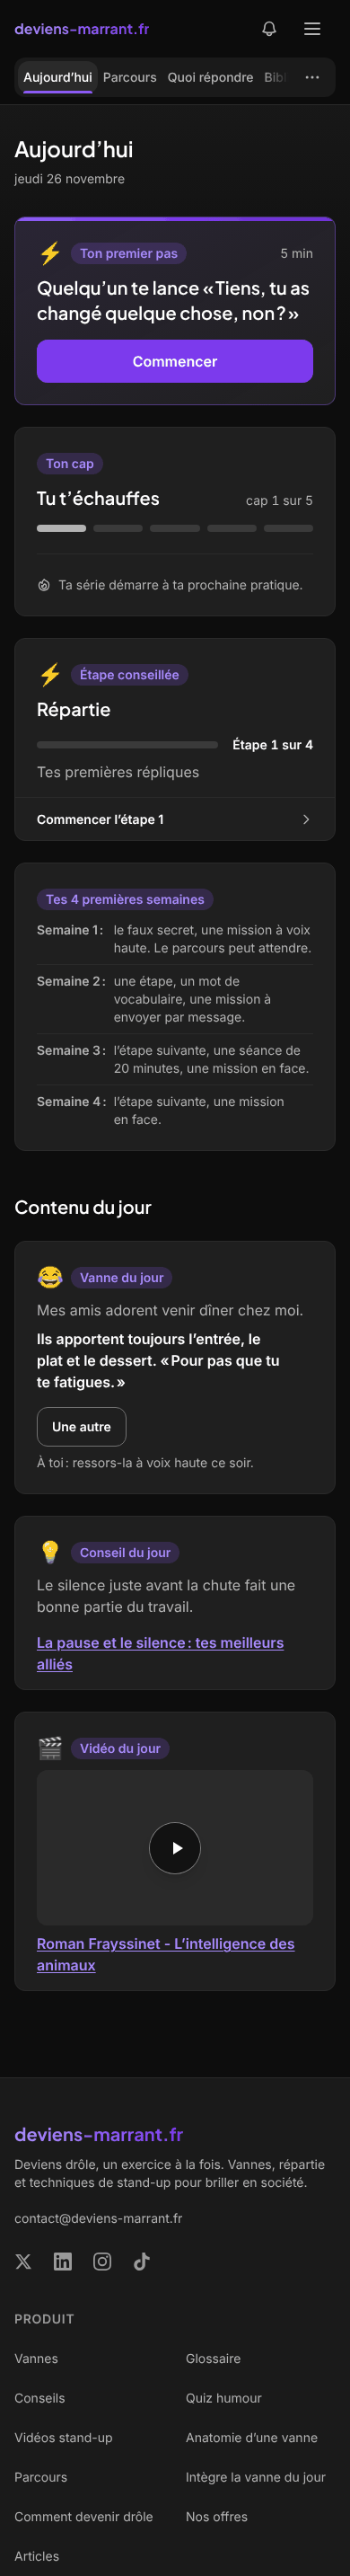 deviens-marrant.fr
Aujourd’hui Parcours Quoi répondre
Aujourd’hui
jeudi 26 novembre
Ton premier pas 5 min
Quelqu’un te lance « Tiens, tu as
changé quelque chose, non ? »
Commencer
Ton cap
Tu t’échauffes cap 1 sur 5
Ta série démarre à ta prochaine pratique.
Étape conseillée
Répartie
Étape 1 sur 4
Tes premières répliques
Commencer l’étape 1
Tes 4 premières semaines
Semaine 1 : le faux secret, une mission à voix
haute. Le parcours peut attendre.
Semaine 2 : une étape, un mot de
vocabulaire, une mission à
envoyer par message.
Semaine 3 : l’étape suivante, une séance de
20 minutes, une mission en face.
Semaine 4 : l’étape suivante, une mission
en face.
Contenu du jour
Vanne du jour
Mes amis adorent venir dîner chez moi.
Ils apportent toujours l’entrée, le
plat et le dessert. « Pour pas que tu
te fatigues. »
Une autre
À toi : ressors-la à voix haute ce soir.
Conseil du jour
Le silence juste avant la chute fait une
bonne partie du travail.
La pause et le silence : tes meilleurs
alliés
Vidéo du jour
Roman Frayssinet - L’intelligence des
animaux
deviens-marrant.fr
Deviens drôle, un exercice à la fois. Vannes, répartie
et techniques de stand-up pour briller en société.
contact@deviens-marrant.fr
PRODUIT
Vannes Glossaire
Conseils Quiz humour
Vidéos stand-up Anatomie d’une vanne
Parcours Intègre la vanne du jour
Comment devenir drôle Nos offres
Articles